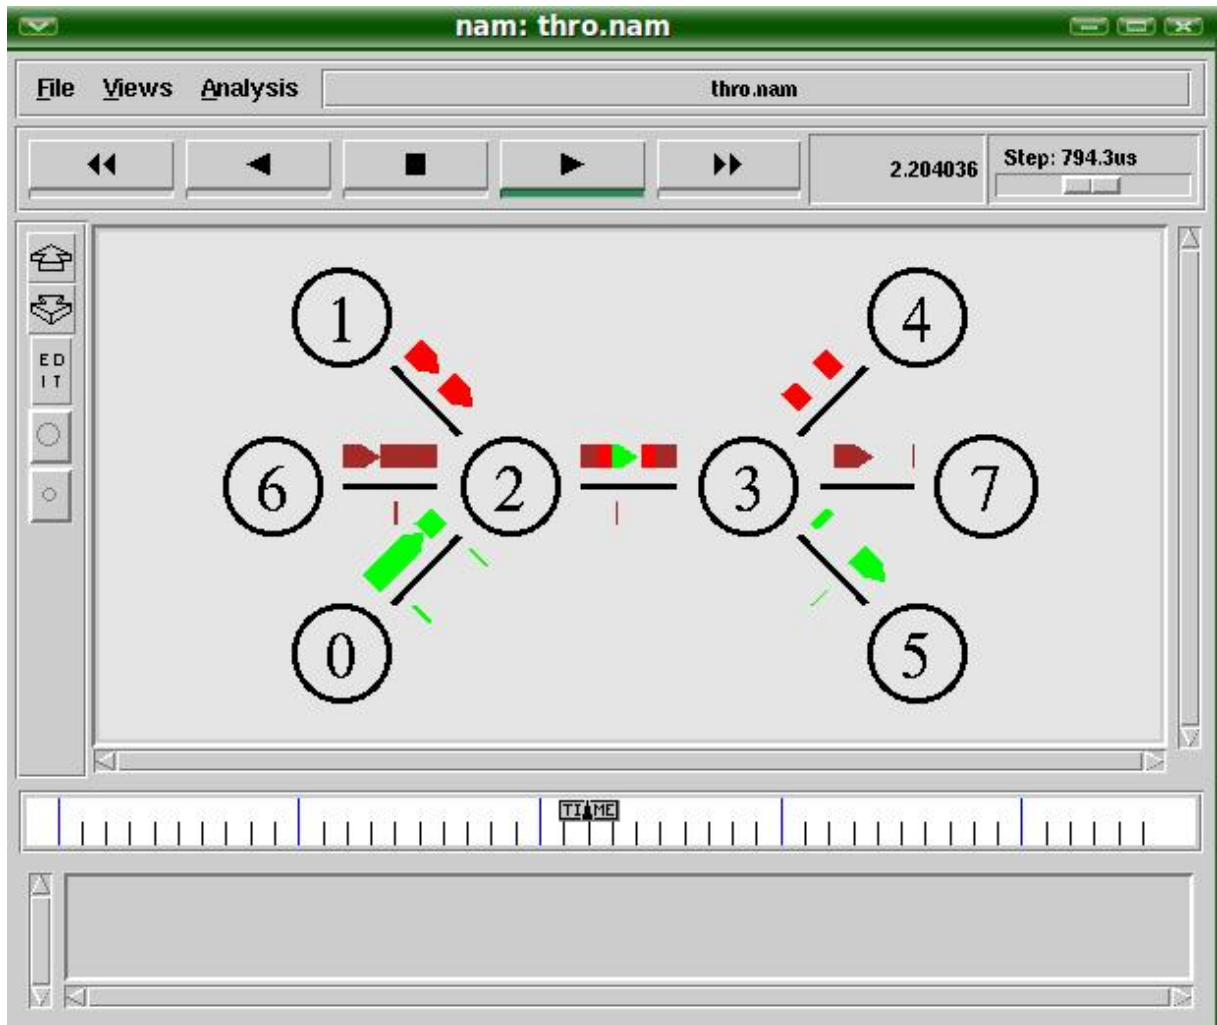 nam: thro.nam
File Views Analysis thro.nam
2.204036 Step: 794.3us
ED
IT
1 4
6 2 3 7
0 5
TIME